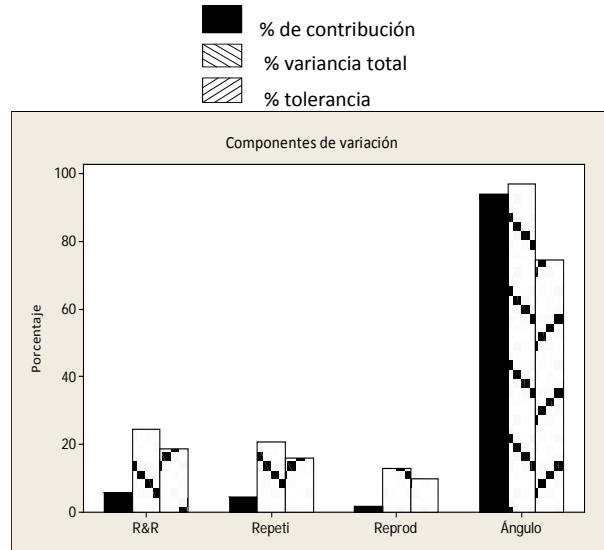 % de contribución
% variancia total
% tolerancia
Componentes de variación
100
80
60
40
20
0
Porcentaje
R&R
Repeti
Reprod
Ángulo